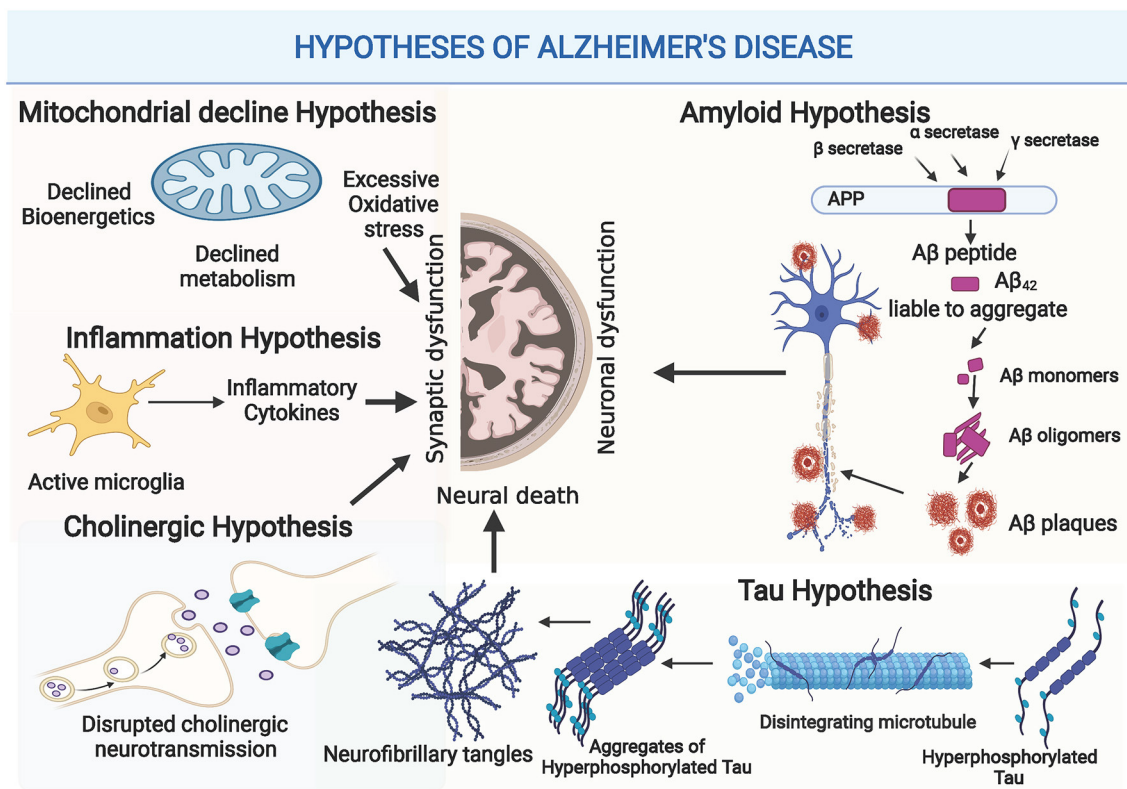 HYPOTHESES OF ALZHEIMER'S DISEASE
Mitochondrial decline Hypothesis
Declined
Bioenergetics
Declined
metabolism
Excessive
Oxidative
stress
Inflammation Hypothesis
Inflammatory
Cytokines
Active microglia
Cholinergic Hypothesis
Disrupted cholinergic
neurotransmission
Synaptic dysfunction
Neuronal dysfunction
Neural death
Amyloid Hypothesis
β secretase
α secretase
γ secretase
APP
Aβ peptide
Aβ₄₂
liable to aggregate
Aβ monomers
Aβ oligomers
Aβ plaques
Tau Hypothesis
Neurofibrillary tangles
Aggregates of
Hyperphosphorylated Tau
Disintegrating microtubule
Hyperphosphorylated
Tau